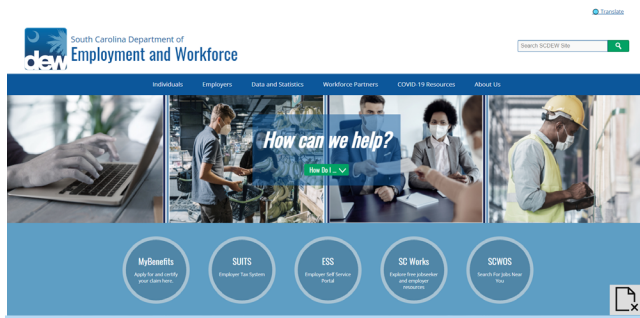 Translate
South Carolina Department of
Employment and Workforce
dew
Search SCDEW Site
Individuals
Employers
Data and Statistics
Workforce Partners
COVID-19 Resources
About Us
How can we help?
How Do I ...
MyBenefits
Apply for and certify
your claim here.
SUITS
Employer Tax System
ESS
Employer Self Service
Portal
SC Works
Explore free jobseeker
and employer
resources
SCWOS
Search For Jobs Near
You